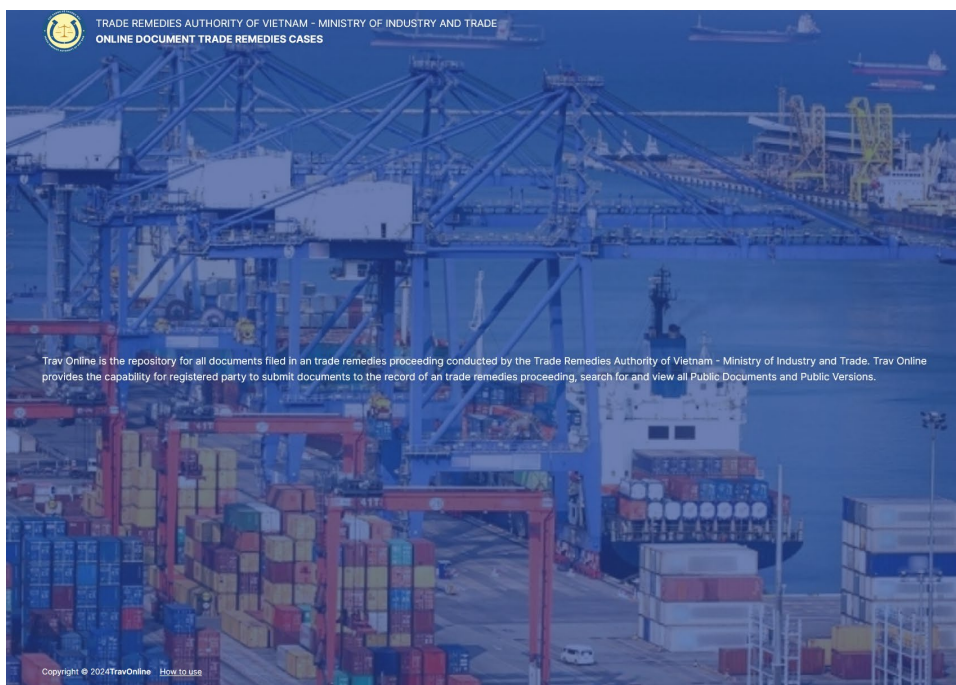 TRADE REMEDIES AUTHORITY OF VIETNAM - MINISTRY OF INDUSTRY AND TRADE
ONLINE DOCUMENT TRADE REMEDIES CASES
Trav Online is the repository for all documents filed in an trade remedies proceeding conducted by the Trade Remedies Authority of Vietnam - Ministry of Industry and Trade. Trav Online
provides the capability for registered party to submit documents to the record of an trade remedies proceeding, search for and view all Public Documents and Public Versions.
Copyright © 2024TravOnline How to use